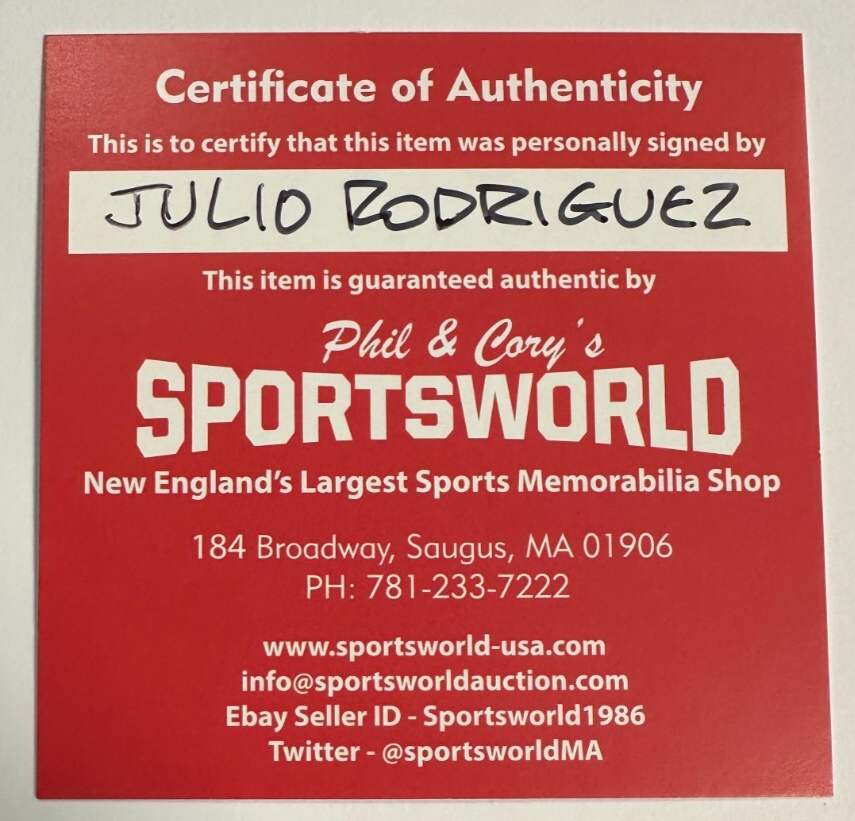 Certificate of Authenticity
This is to certify that this item was personally signed by
JULIO RODRIGUEZ
This item is guaranteed authentic by
Phil & Cory's
SPORTSWORLD
New England's Largest Sports Memorabilia Shop
184 Broadway, Saugus, MA 01906
PH: 781-233-7222
www.sportsworld-usa.com
info@sportsworldauction.com
Ebay Seller ID - Sportsworld1986
Twitter - @sportsworldMA